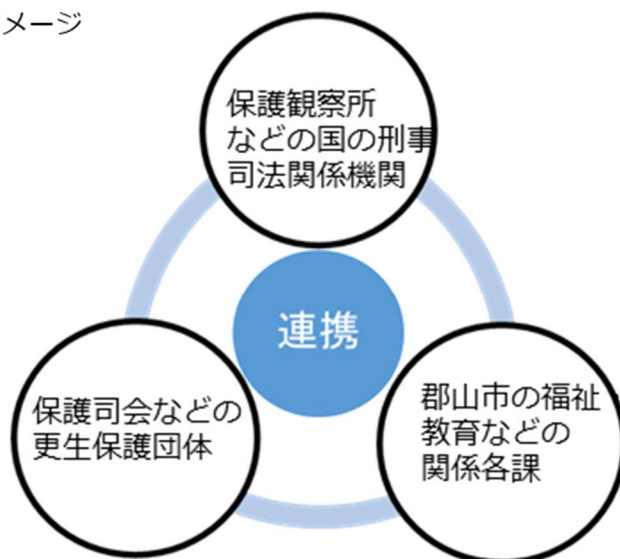 メージ
保護観察所
などの国の刑事
司法関係機関
連携
保護司会などの
更生保護団体
郡山市の福祉
教育などの
関係各課